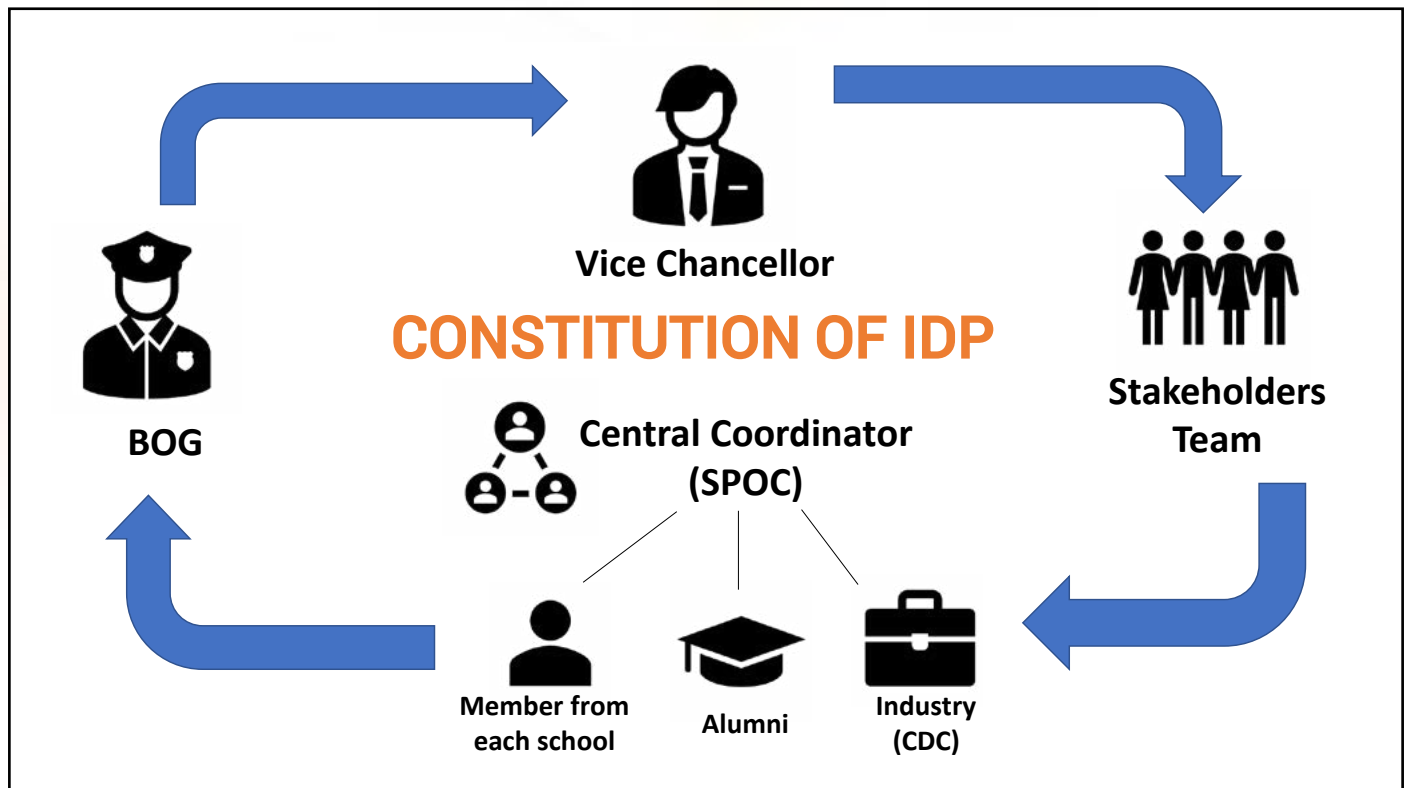 Vice Chancellor
CONSTITUTION OF IDP
BOG
Stakeholders
Team
Central Coordinator
(SPOC)
Member from
each school
Alumni
Industry
(CDC)